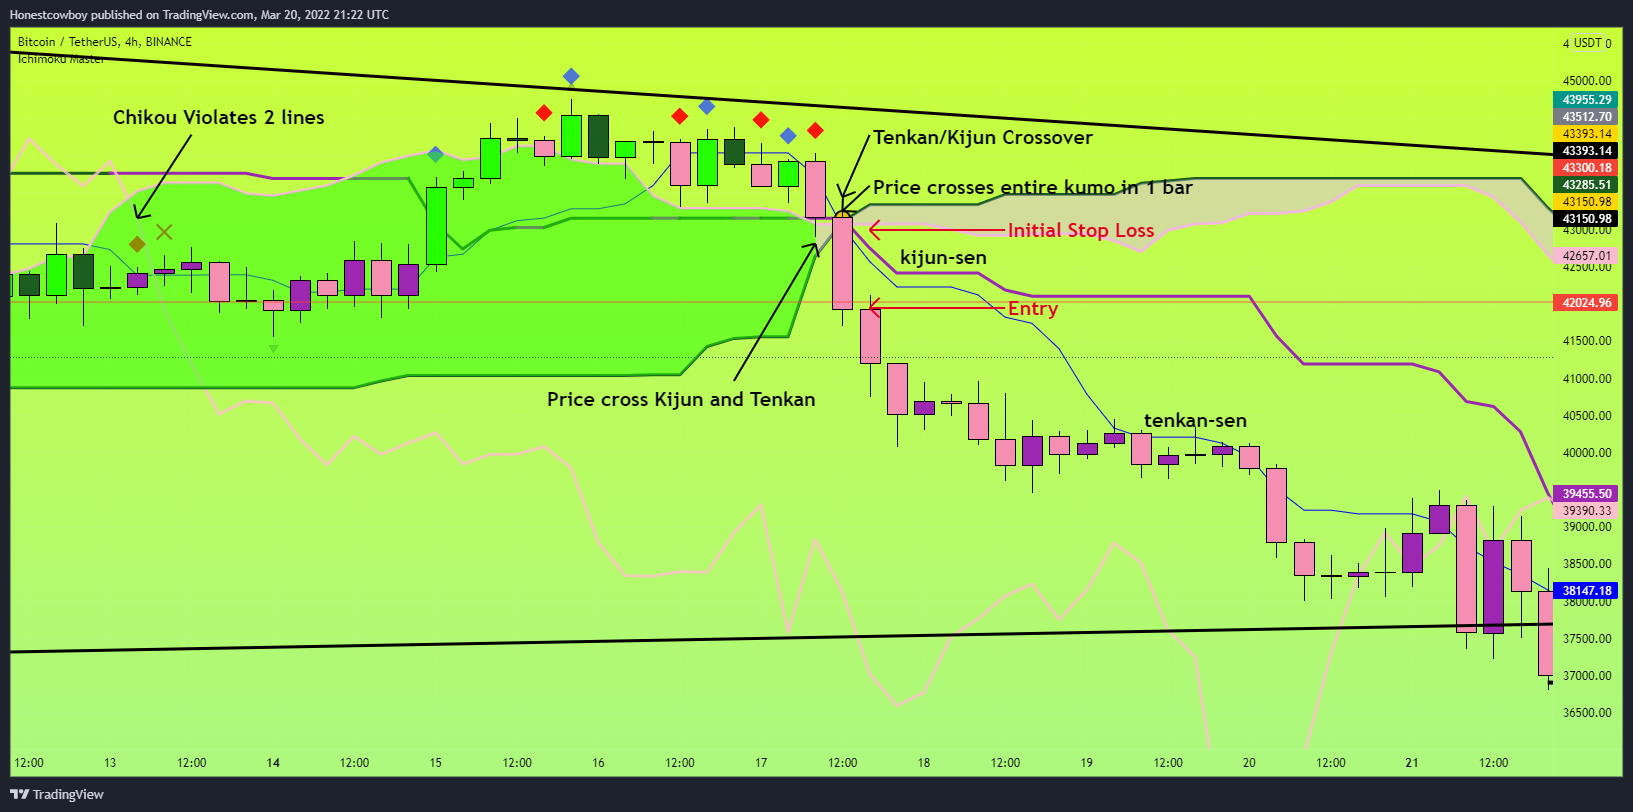 Honestcowboy published on TradingView.com, Mar 20, 2022 21:22 UTC
Bitcoin / TetherUS, 4h, BINANCE
Ichimoku Master
USDT
45000.00
43955.29
43512.70
43393.14
43393.14
43300.18
43285.51
43150.98
43150.98
43000.00
42657.01
42500.00
42024.96
41500.00
41000.00
40500.00
40000.00
39455.50
39390.33
39000.00
38500.00
38147.18
38000.00
37500.00
37000.00
36500.00
Chikou Violates 2 lines
Tenkan/Kijun Crossover
Price crosses entire kumo in 1 bar
Initial Stop Loss
kijun-sen
Entry
Price cross Kijun and Tenkan
tenkan-sen
12:00 13 12:00 14 12:00 15 12:00 16 12:00 17 12:00 18 12:00 19 12:00 20 12:00 21 12:00
TradingView